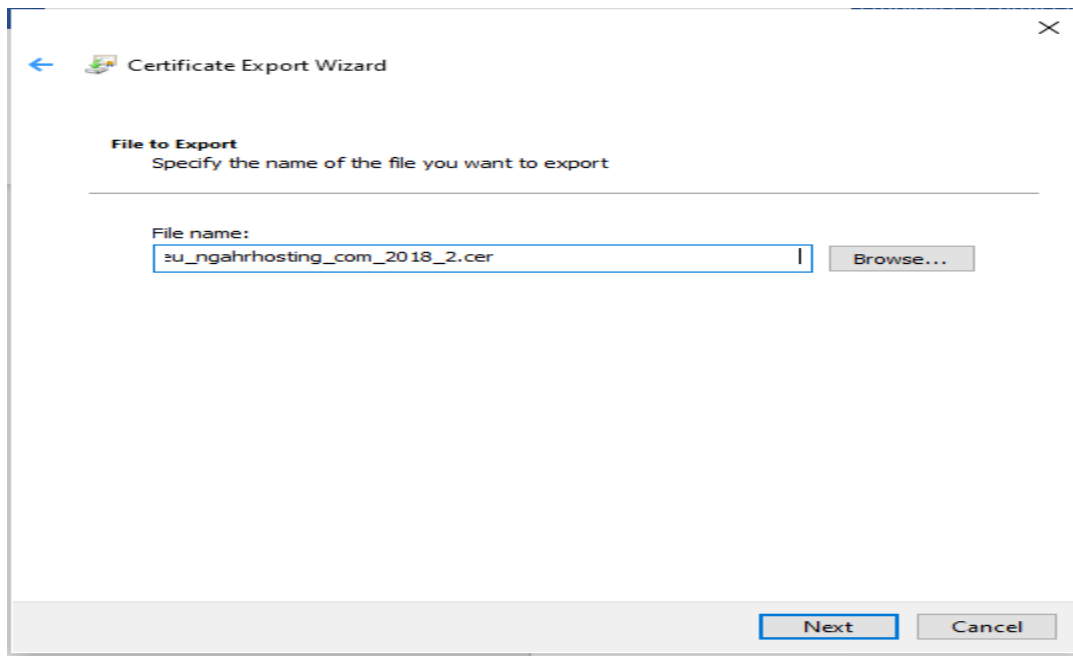 Certificate Export Wizard
File to Export
Specify the name of the file you want to export
File name:
eu_ngahrhosting_com_2018_2.cer
Browse...
Next
Cancel